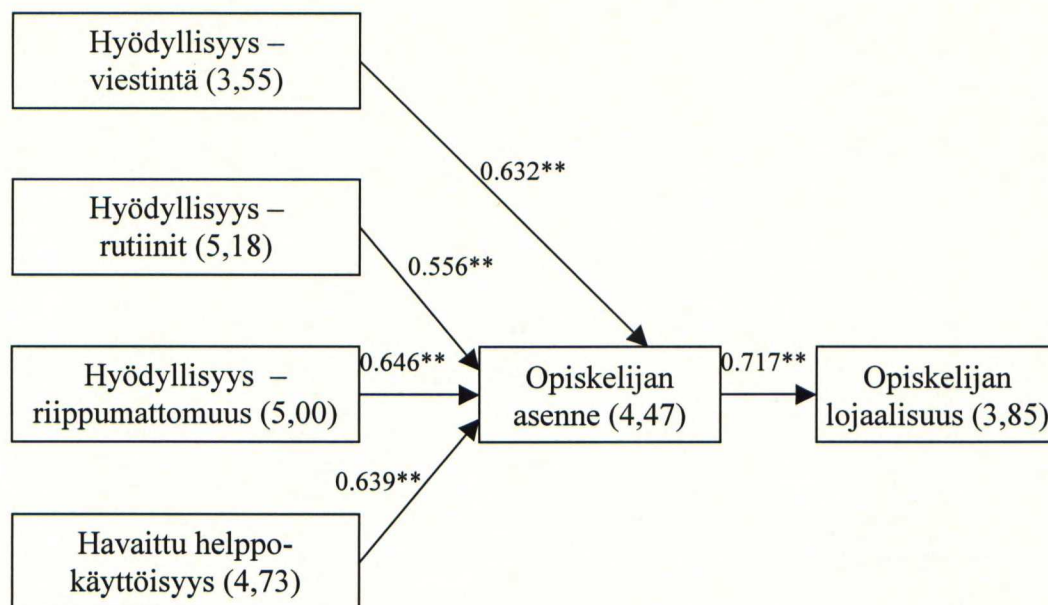 Hyödyllisyys –
viestintä (3,55)
0.632**
Hyödyllisyys –
rutiinit (5,18)
0.556**
Hyödyllisyys –
riippumattomuus (5,00)
0.646**
Opiskelijan
asenne (4,47)
0.717**
Opiskelijan
lojaalisuus (3,85)
0.639**
Havaittu helppo-
käyttöisyys (4,73)